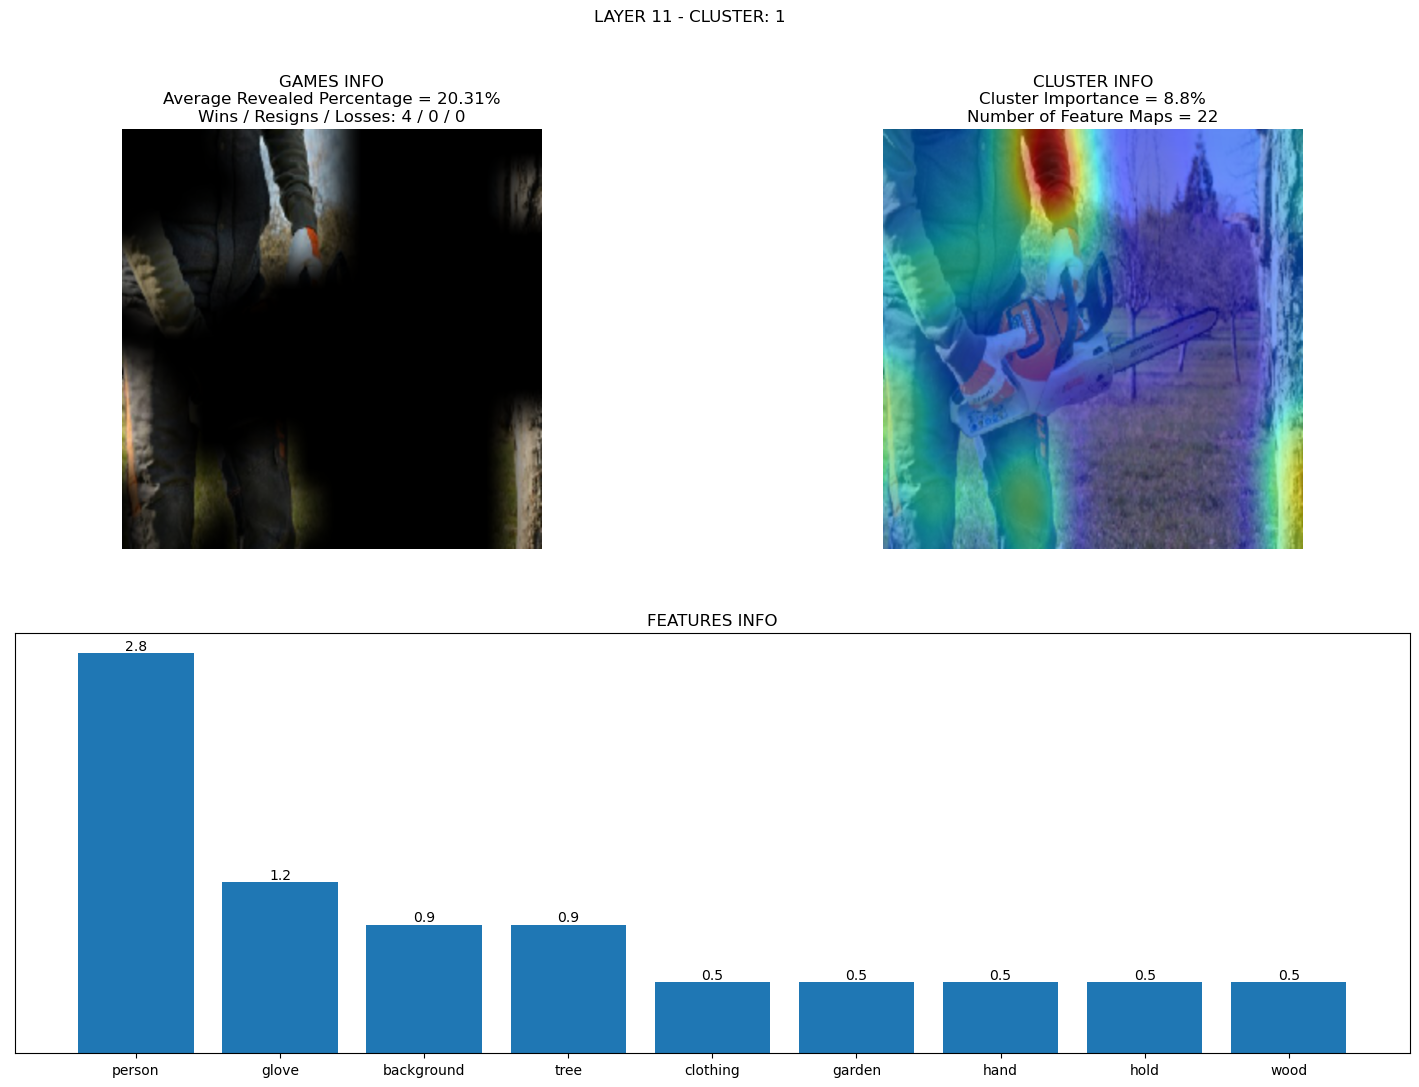 LAYER 11 - CLUSTER: 1
GAMES INFO
Average Revealed Percentage = 20.31%
Wins / Resigns / Losses: 4 / 0 / 0
CLUSTER INFO
Cluster Importance = 8.8%
Number of Feature Maps = 22
FEATURES INFO
2.8
1.2
0.9
0.9
0.5
0.5
0.5
0.5
0.5
person
glove
background
tree
clothing
garden
hand
hold
wood